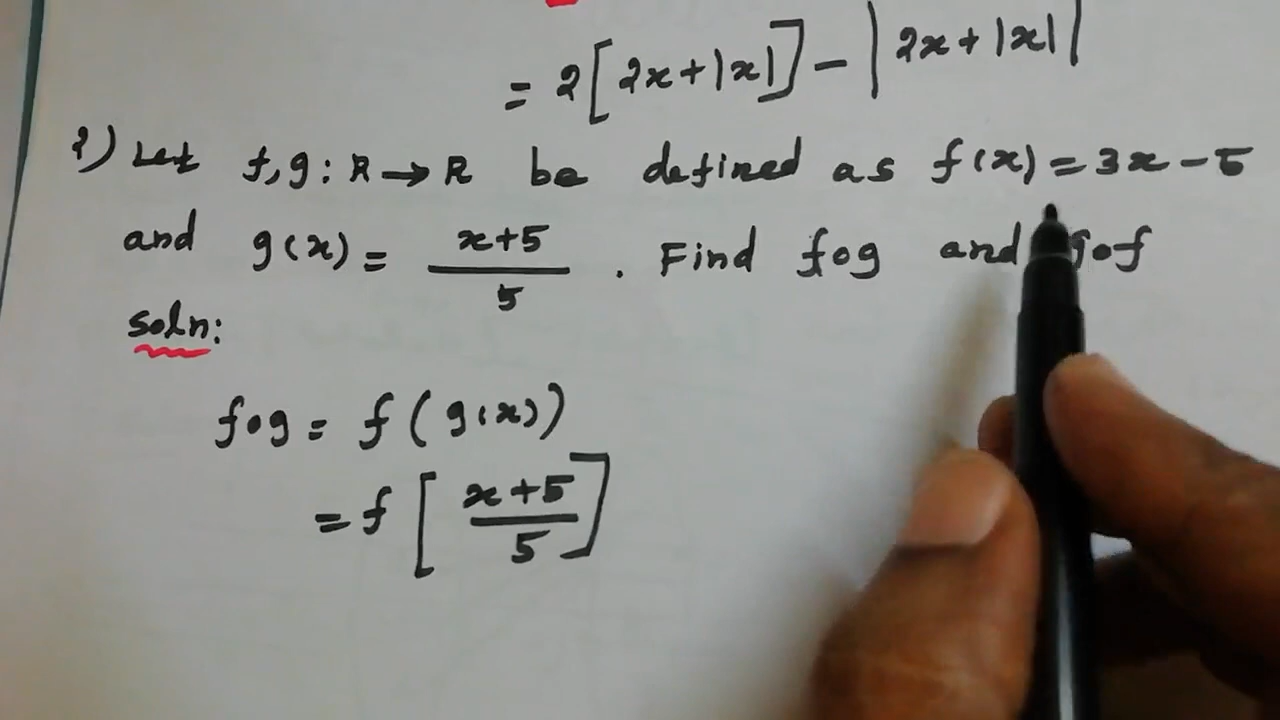 = 2[2x+|x|] - |2x+|x||
2) Let f,g: R→R be defined as f(x) = 3x-5
and g(x) = x+5/5 . Find fog and gof
Soln:
fog = f(g(x))
= f[x+5/5]